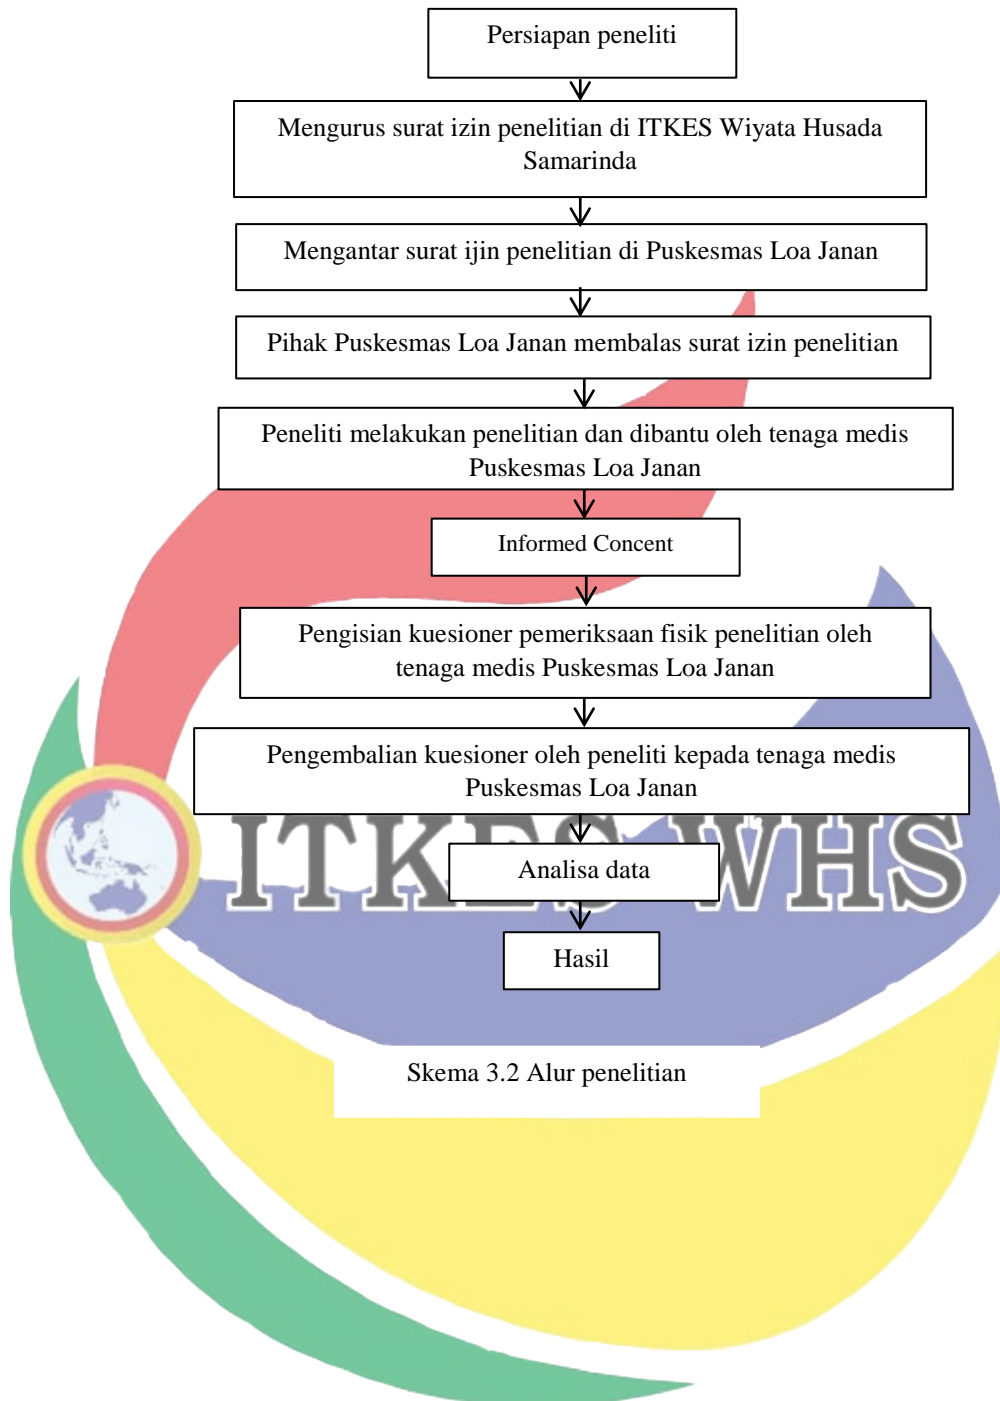 Persiapan peneliti
Mengurus surat izin penelitian di ITKES Wiyata Husada
Samarinda
Mengantar surat ijin penelitian di Puskesmas Loa Janan
Pihak Puskesmas Loa Janan membalas surat izin penelitian
Peneliti melakukan penelitian dan dibantu oleh tenaga medis
Puskesmas Loa Janan
Informed Concent
Pengisian kuesioner pemeriksaan fisik penelitian oleh
tenaga medis Puskesmas Loa Janan
Pengembalian kuesioner oleh peneliti kepada tenaga medis
Puskesmas Loa Janan
ITKES WHS
Analisa data
Hasil
Skema 3.2 Alur penelitian